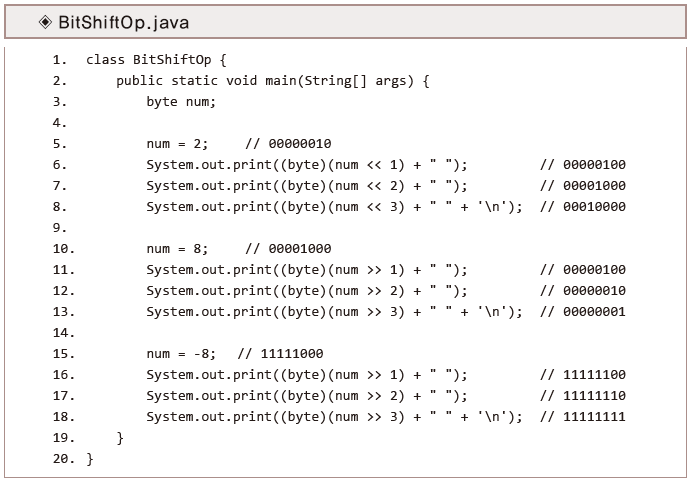 ◈ BitShiftOp.java
1. class BitShiftOp {
2.     public static void main(String[] args) {
3.         byte num;
4.
5.         num = 2;     // 00000010
6.         System.out.print((byte)(num << 1) + " ");         // 00000100
7.         System.out.print((byte)(num << 2) + " ");         // 00001000
8.         System.out.print((byte)(num << 3) + " " + '\n');  // 00010000
9.
10.         num = 8;     // 00001000
11.         System.out.print((byte)(num >> 1) + " ");         // 00000100
12.         System.out.print((byte)(num >> 2) + " ");         // 00000010
13.         System.out.print((byte)(num >> 3) + " " + '\n');  // 00000001
14.
15.         num = -8;   // 11111000
16.         System.out.print((byte)(num >> 1) + " ");         // 11111100
17.         System.out.print((byte)(num >> 2) + " ");         // 11111110
18.         System.out.print((byte)(num >> 3) + " " + '\n');  // 11111111
19.     }
20. }